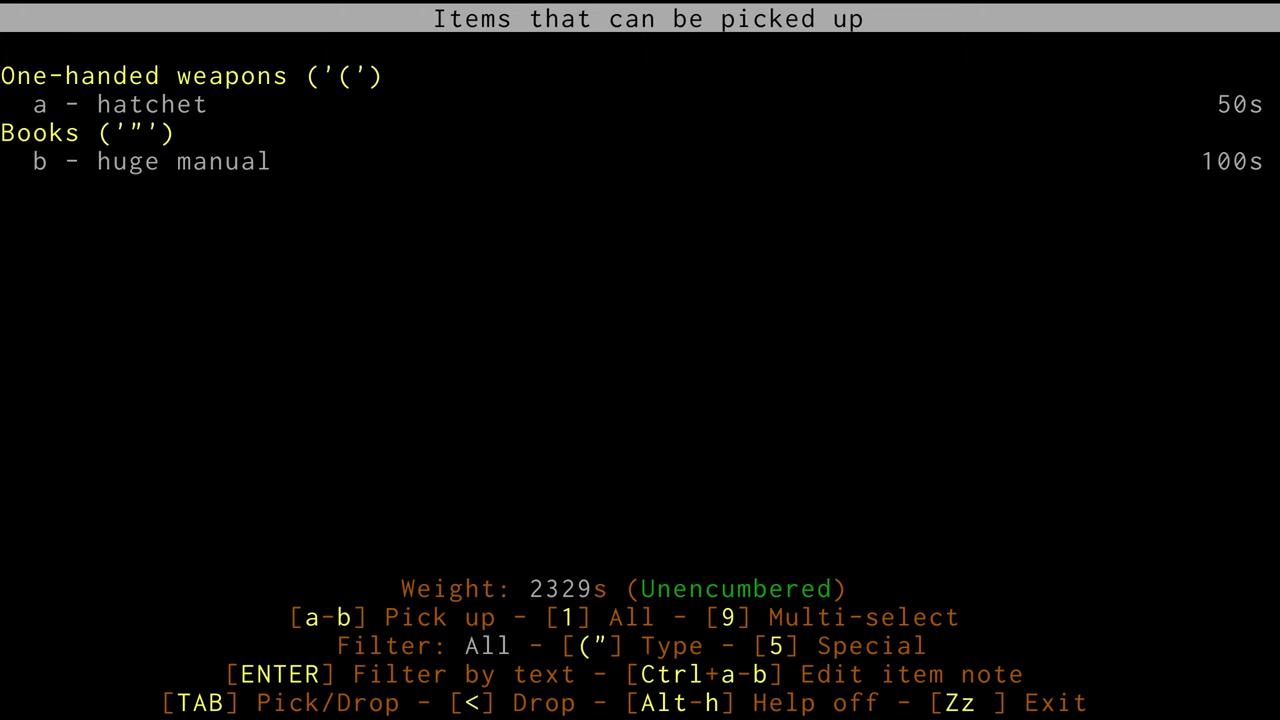 Items that can be picked up
One-handed weapons ('(')
a - hatchet 50s
Books ('"')
b - huge manual 100s
Weight: 2329s (Unencumbered)
[a-b] Pick up - [1] All - [9] Multi-select
Filter: All - [("] Type - [5] Special
[ENTER] Filter by text - [Ctrl+a-b] Edit item note
[TAB] Pick/Drop - [<] Drop - [Alt-h] Help off - [Zz ] Exit